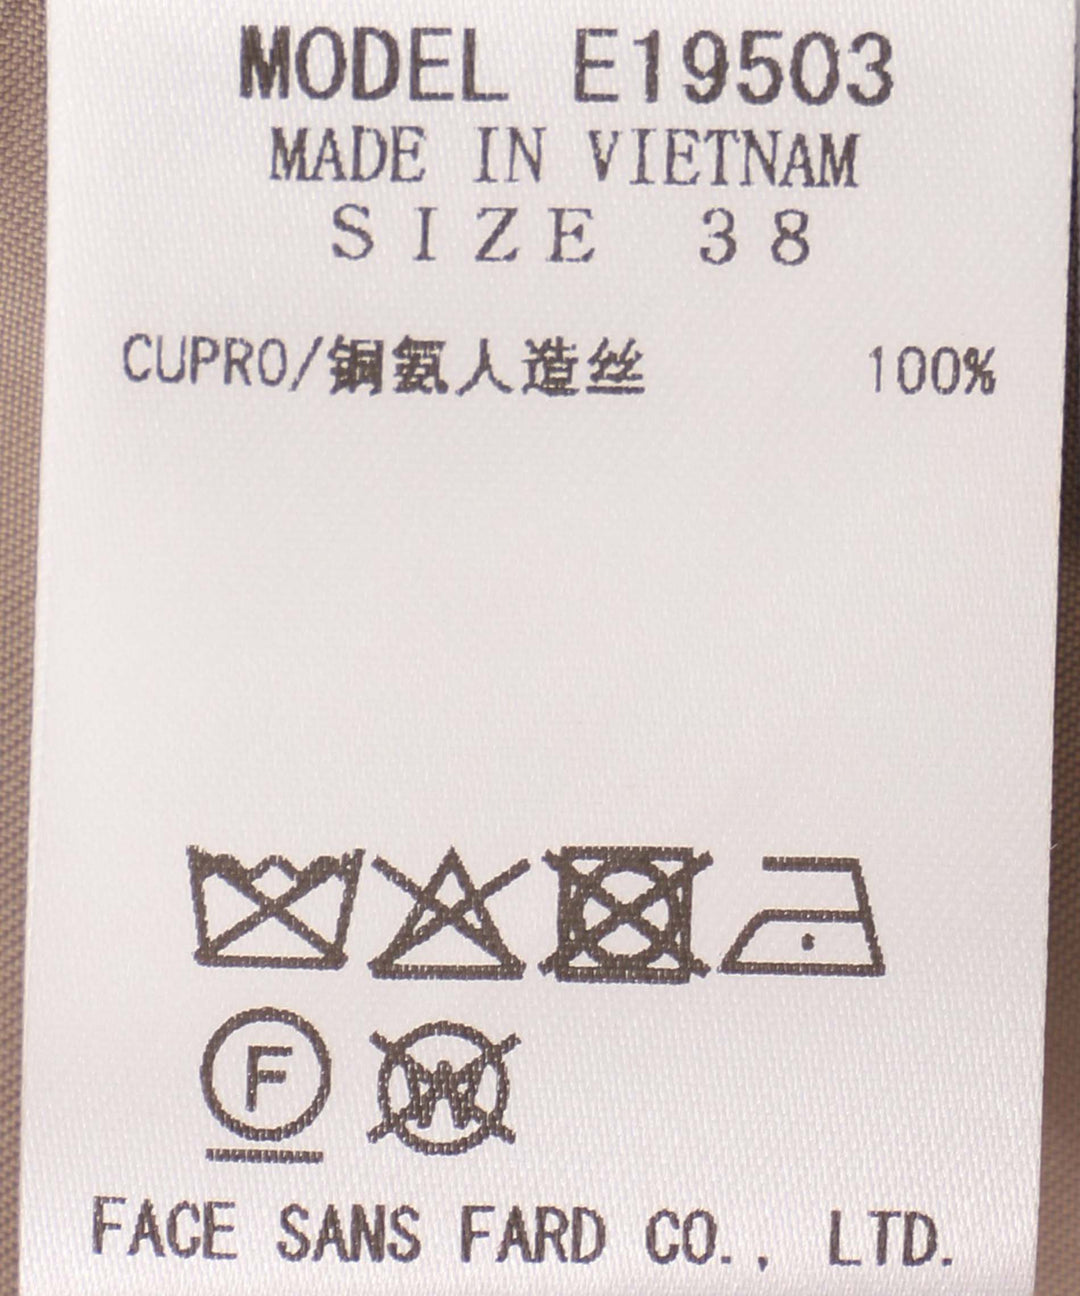 MODEL E19503
MADE IN VIETNAM
SIZE 38
CUPRO/铜氨人造丝 100%
F
W
FACE SANS FARD CO., LTD.